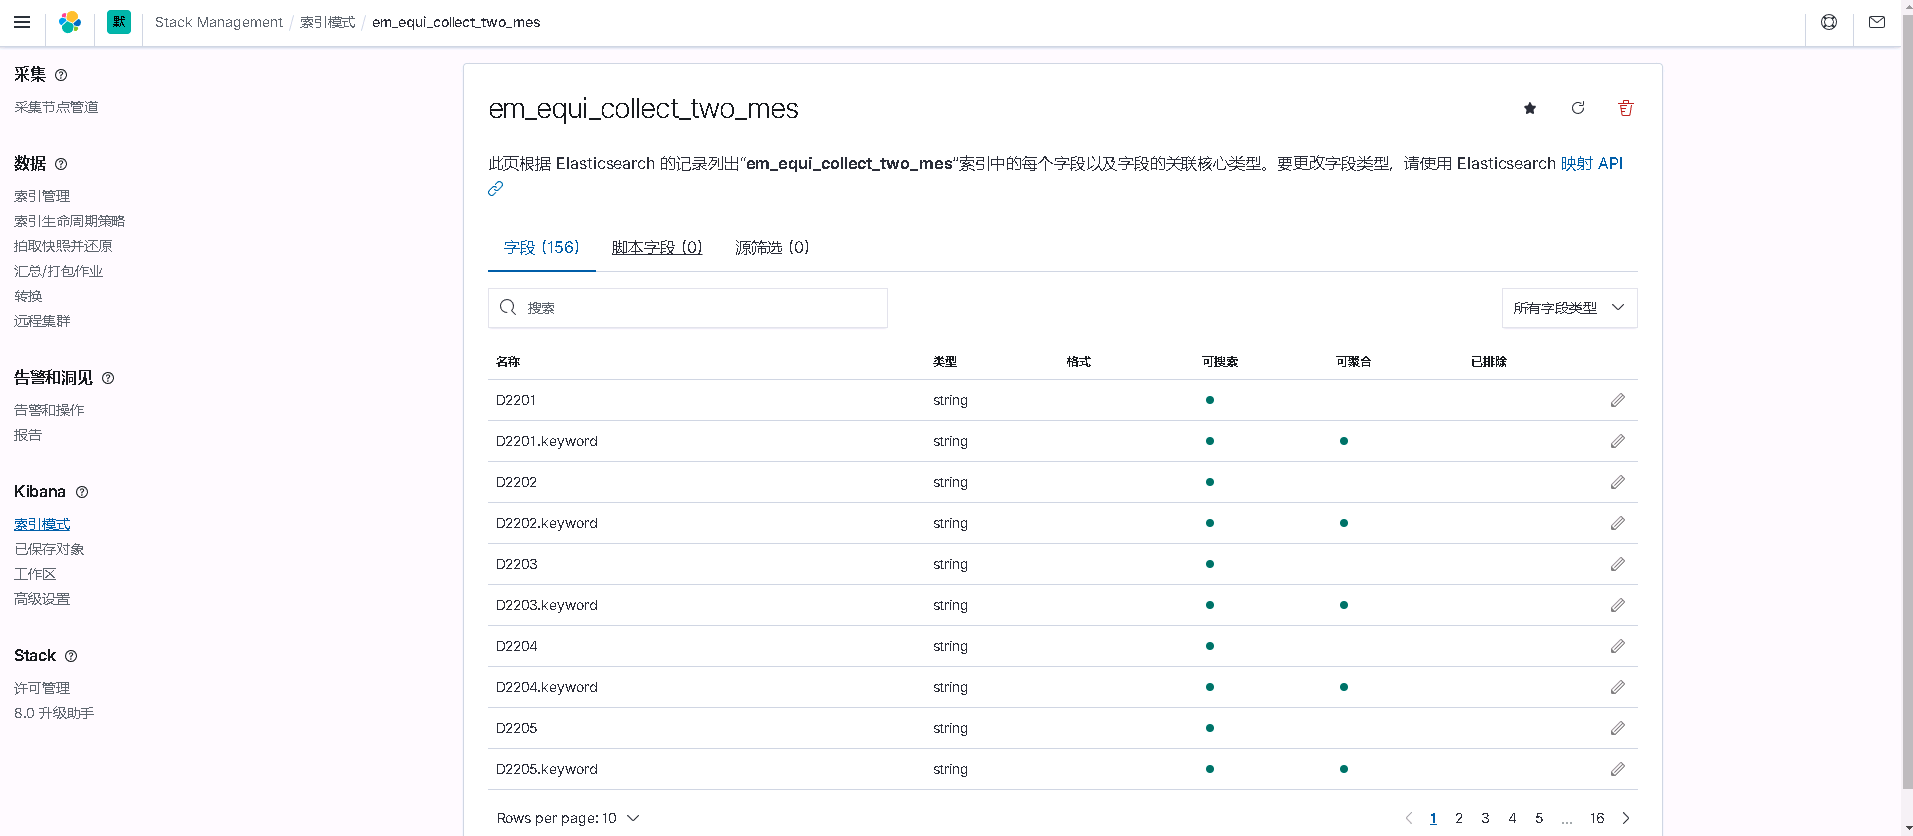 默 Stack Management / 索引模式 / em_equi_collect_two_mes
采集
采集节点管道
数据
索引管理
索引生命周期策略
拍取快照并还原
汇总/打包作业
转换
远程集群
告警和洞见
告警和操作
报告
Kibana
索引模式
已保存对象
工作区
高级设置
Stack
许可管理
8.0 升级助手
em_equi_collect_two_mes
此页根据 Elasticsearch 的记录列出“em_equi_collect_two_mes”索引中的每个字段以及字段的关联核心类型。要更改字段类型，请使用 Elasticsearch 映射 API
字段 (156) 脚本字段 (0) 源筛选 (0)
搜索 所有字段类型
名称 类型 格式 可搜索 可聚合 已排除
D2201 string
D2201.keyword string
D2202 string
D2202.keyword string
D2203 string
D2203.keyword string
D2204 string
D2204.keyword string
D2205 string
D2205.keyword string
Rows per page: 10 1 2 3 4 5 ... 16